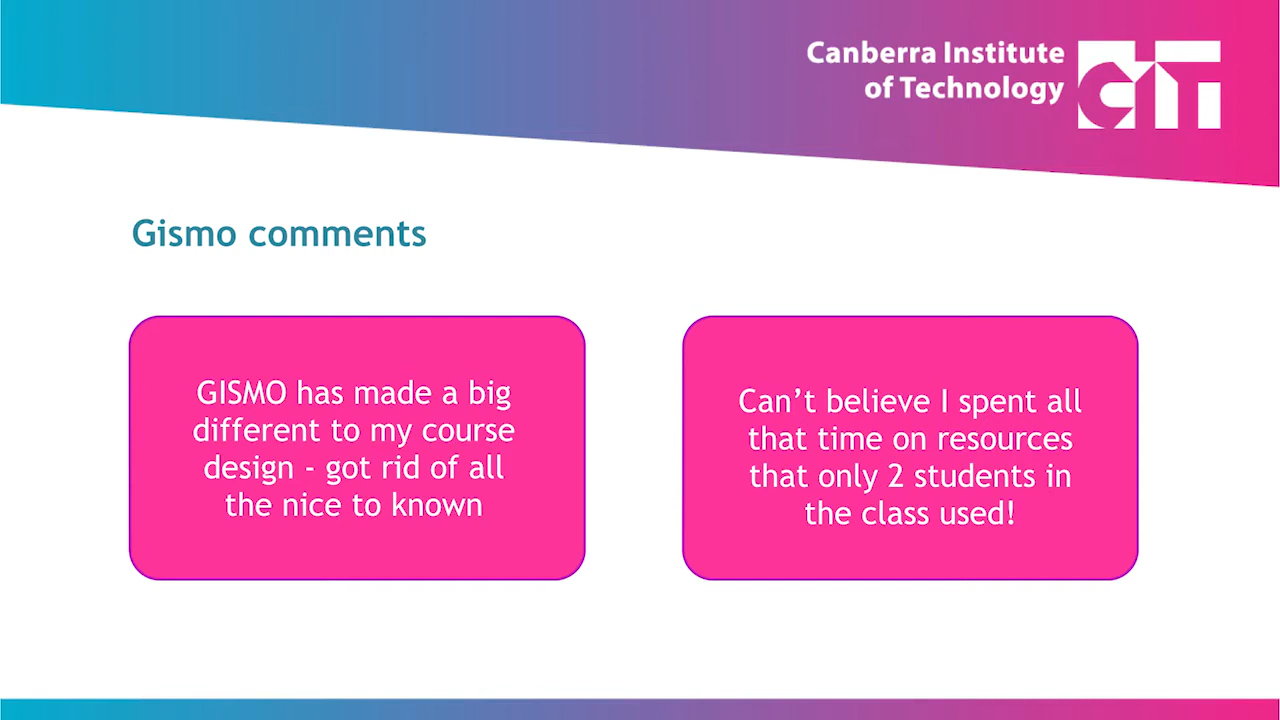 Canberra Institute
of Technology
CIT
Gismo comments
GISMO has made a big
different to my course
design - got rid of all
the nice to known
Can’t believe I spent all
that time on resources
that only 2 students in
the class used!